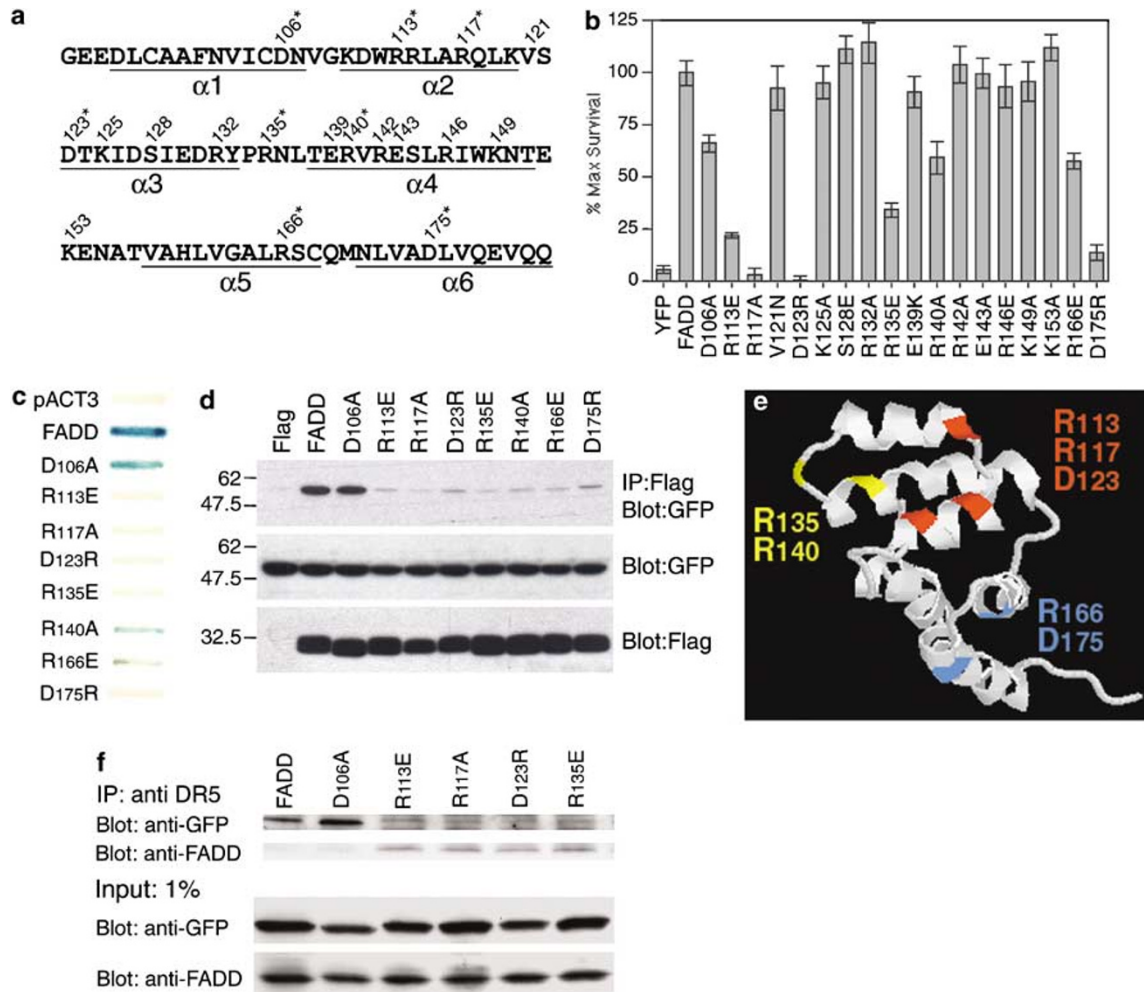 a
106* 113* 117* 121
GEEDLCAAFNVICDNVGKDWRRLARQLKVS
α1 α2
123* 125 128 132 135* 139 140* 142 143 146 149
DTKIDSIEDRYPRNLTERVRESLRIWKNTE
α3 α4
153 166* 175*
KENATVAHLVGALRSCQMNLVADLVQEVQQ
α5 α6
b
% Max Survival
125
100
75
50
25
0
YFP
FADD
D106A
R113E
R117A
V121N
D123R
K125A
S128E
R132A
R135E
E139K
R140A
R142A
E143A
R146E
K149A
K153A
R166E
D175R
c
pACT3
FADD
D106A
R113E
R117A
D123R
R135E
R140A
R166E
D175R
d
Flag
FADD
D106A
R113E
R117A
D123R
R135E
R140A
R166E
D175R
62
47.5
IP:Flag
Blot:GFP
62
47.5
Blot:GFP
32.5
Blot:Flag
e
R113
R117
D123
R135
R140
R166
D175
f
FADD
D106A
R113E
R117A
D123R
R135E
IP: anti DR5
Blot: anti-GFP
Blot: anti-FADD
Input: 1%
Blot: anti-GFP
Blot: anti-FADD